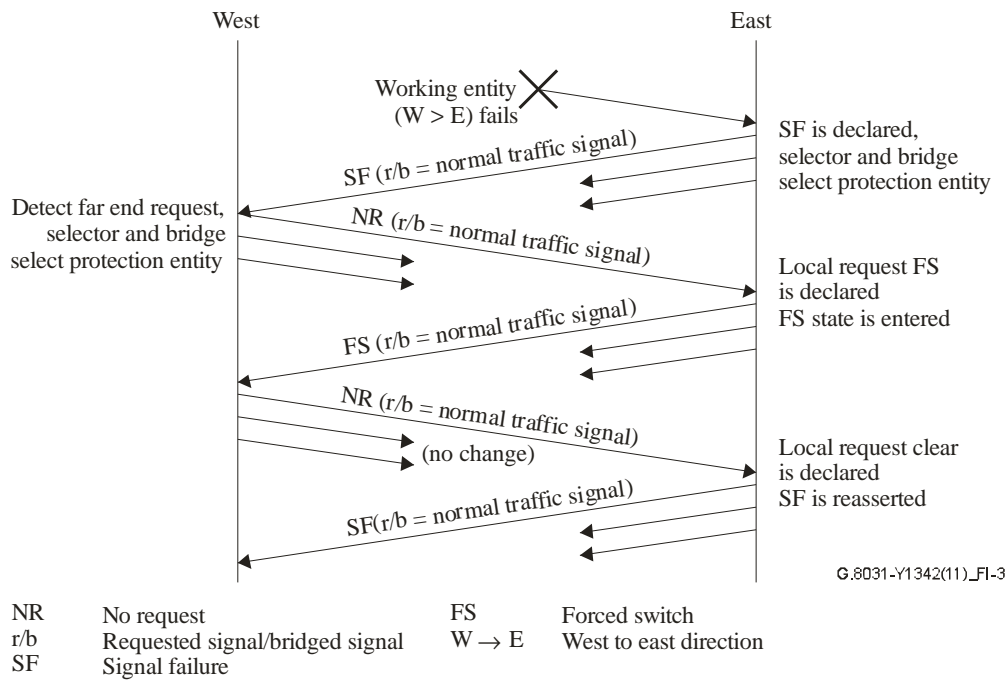 West
East
Working entity
(W > E) fails
SF is declared,
selector and bridge
select protection entity
SF (r/b = normal traffic signal)
Detect far end request,
selector and bridge
select protection entity
NR (r/b = normal traffic signal)
Local request FS
is declared
FS state is entered
FS (r/b = normal traffic signal)
NR (r/b = normal traffic signal)
(no change)
Local request clear
is declared
SF is reasserted
SF(r/b = normal traffic signal)
G.8031-Y1342(11)_FI-3
NR No request
FS Forced switch
r/b Requested signal/bridged signal
W → E West to east direction
SF Signal failure